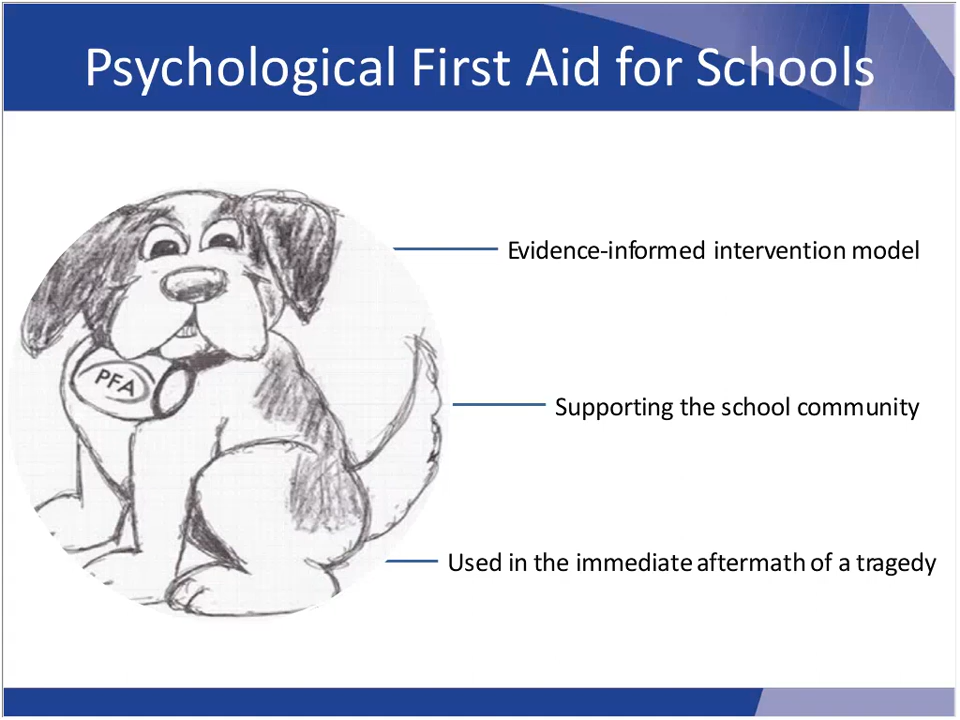 Psychological First Aid for Schools
Evidence-informed intervention model
PFA
Supporting the school community
Used in the immediate aftermath of a tragedy